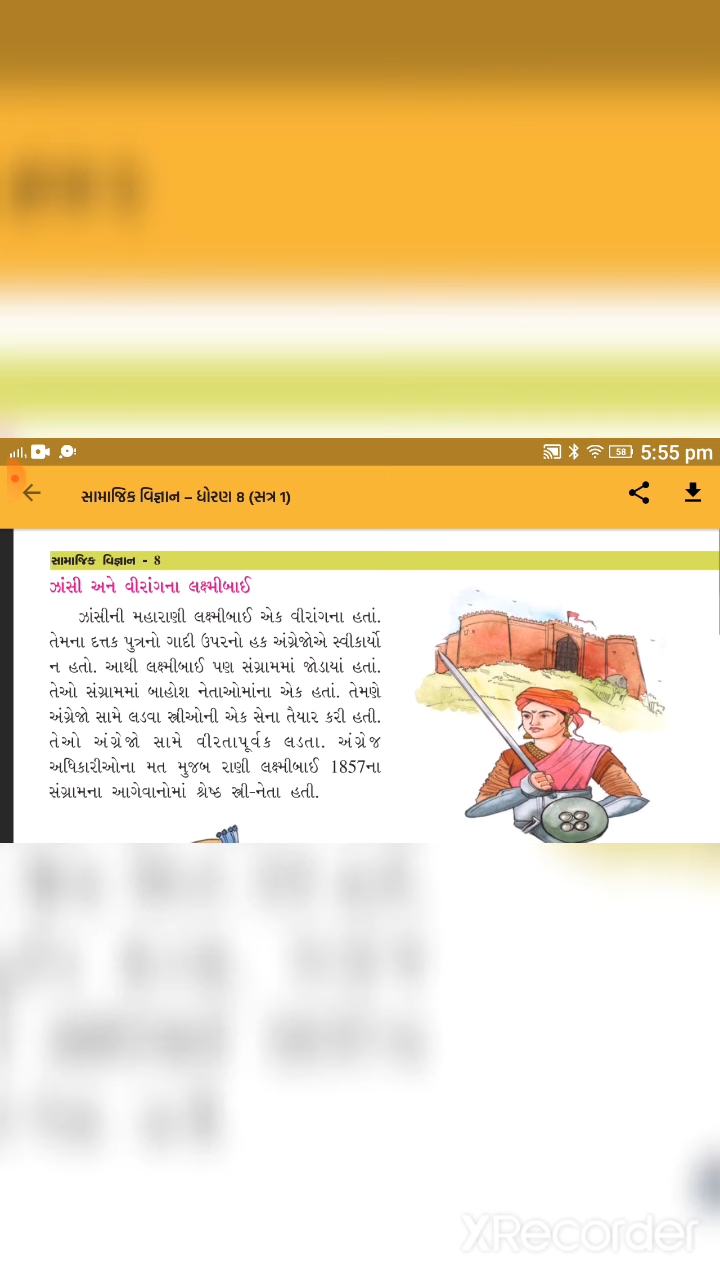 58 5:55 pm
સામાજિક વિજ્ઞાન – ધોરણ 8 (સત્ર 1)
સામાજિક વિજ્ઞાન - 8
ઝાંસી અને વીરાંગના લક્ષ્મીબાઈ
ઝાંસીની મહારાણી લક્ષ્મીબાઈ એક વીરાંગના હતાં.
તેમના દત્તક પુત્રનો ગાદી ઉપરનો હક અંગ્રેજોએ સ્વીકાર્યો
ન હતો. આથી લક્ષ્મીબાઈ પણ સંગ્રામમાં જોડાયાં હતાં.
તેઓ સંગ્રામમાં બાહોશ નેતાઓમાંના એક હતાં. તેમણે
અંગ્રેજો સામે લડવા સ્ત્રીઓની એક સેના તૈયાર કરી હતી.
તેઓ અંગ્રેજો સામે વીરતાપૂર્વક લડતા. અંગ્રેજ
અધિકારીઓના મત મુજબ રાણી લક્ષ્મીબાઈ 1857ના
સંગ્રામના આગેવાનોમાં શ્રેષ્ઠ સ્ત્રી-નેતા હતી.
XRecorder